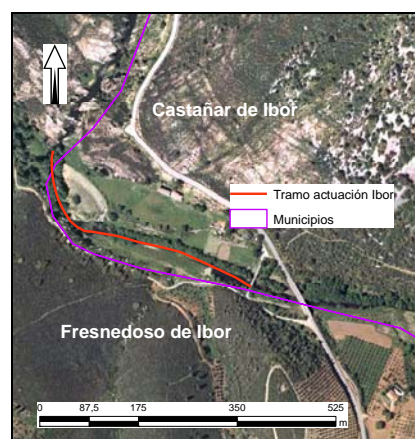 Castañar de Ibor
Tramo actuación Ibor
Municipios
Fresnedoso de Ibor
0 87,5 175 350 525
m